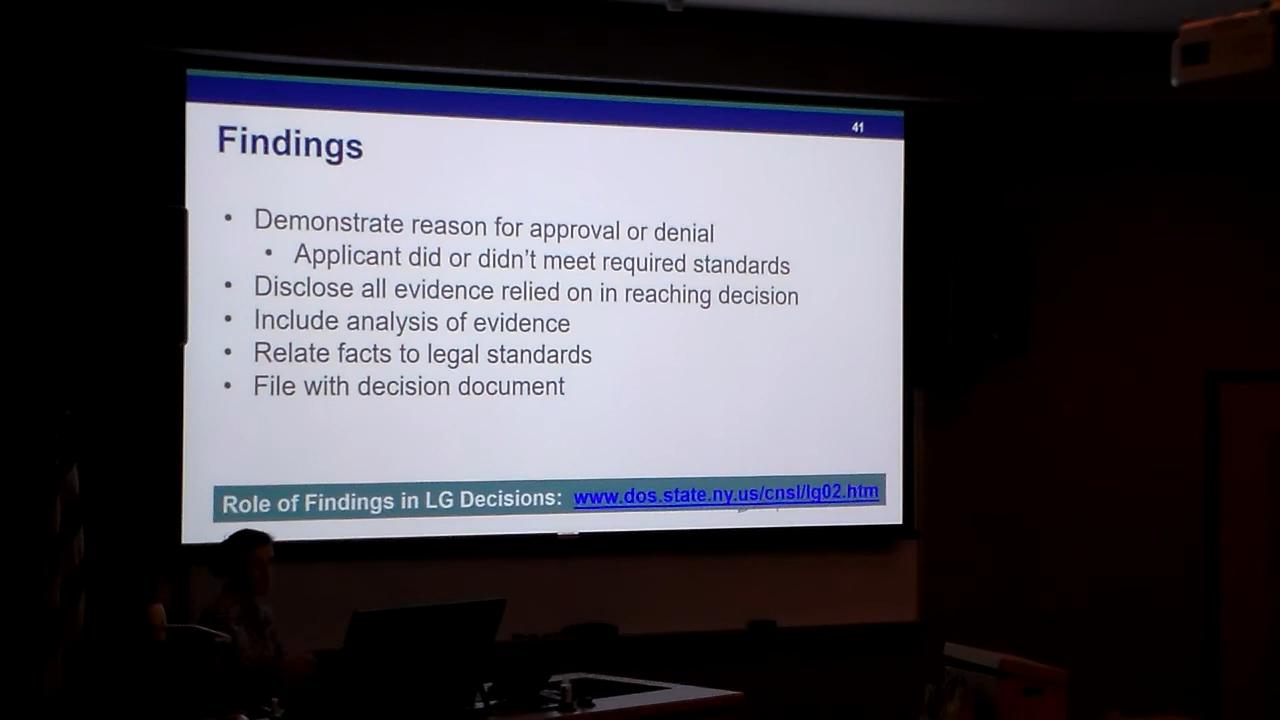 41
Findings
• Demonstrate reason for approval or denial
• Applicant did or didn't meet required standards
• Disclose all evidence relied on in reaching decision
• Include analysis of evidence
• Relate facts to legal standards
• File with decision document
Role of Findings in LG Decisions: www.dos.state.ny.us/cnsl/lg02.htm